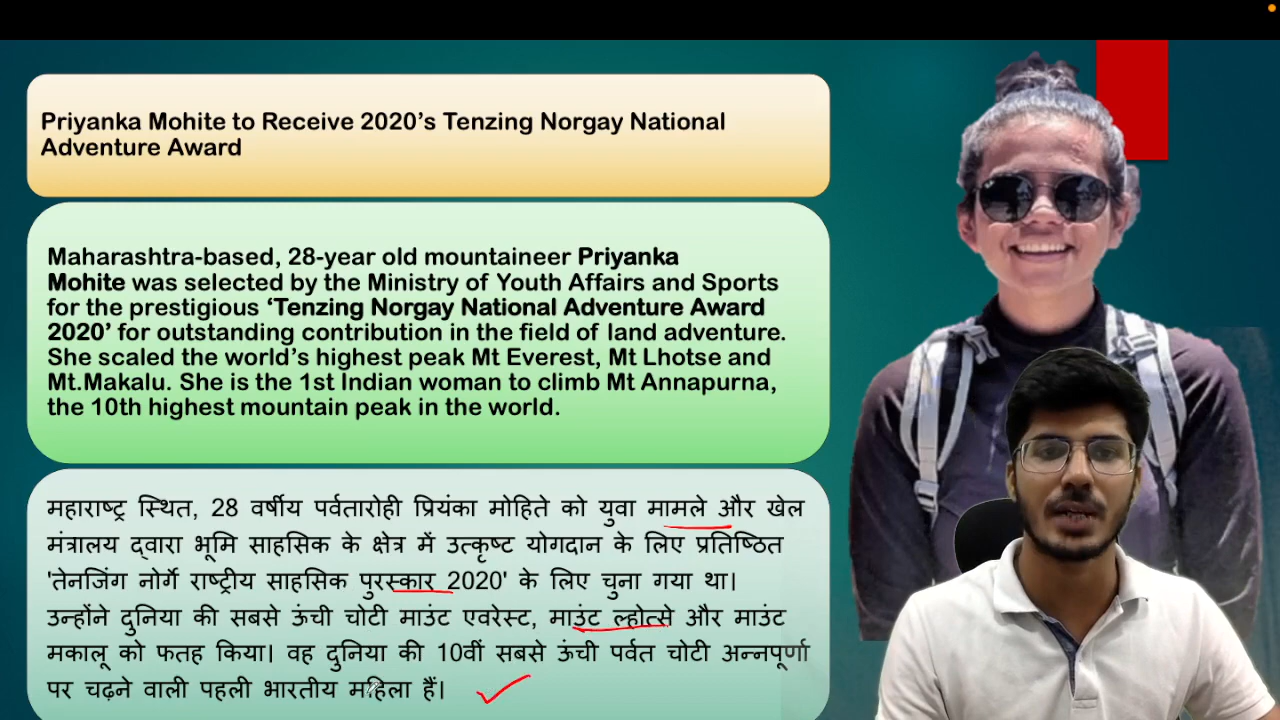 Priyanka Mohite to Receive 2020’s Tenzing Norgay National
Adventure Award
Maharashtra-based, 28-year old mountaineer Priyanka
Mohite was selected by the Ministry of Youth Affairs and Sports
for the prestigious ‘Tenzing Norgay National Adventure Award
2020’ for outstanding contribution in the field of land adventure.
She scaled the world’s highest peak Mt Everest, Mt Lhotse and
Mt.Makalu. She is the 1st Indian woman to climb Mt Annapurna,
the 10th highest mountain peak in the world.
महाराष्ट्र स्थित, 28 वर्षीय पर्वतारोही प्रियंका मोहिते को युवा मामले और खेल
मंत्रालय द्वारा भूमि साहसिक के क्षेत्र में उत्कृष्ट योगदान के लिए प्रतिष्ठित
'तेनजिंग नोर्गे राष्ट्रीय साहसिक पुरस्कार 2020' के लिए चुना गया था।
उन्होंने दुनिया की सबसे ऊंची चोटी माउंट एवरेस्ट, माउंट ल्होत्से और माउंट
मकालू को फतह किया। वह दुनिया की 10वीं सबसे ऊंची पर्वत चोटी अन्नपूर्णा
पर चढ़ने वाली पहली भारतीय महिला हैं।